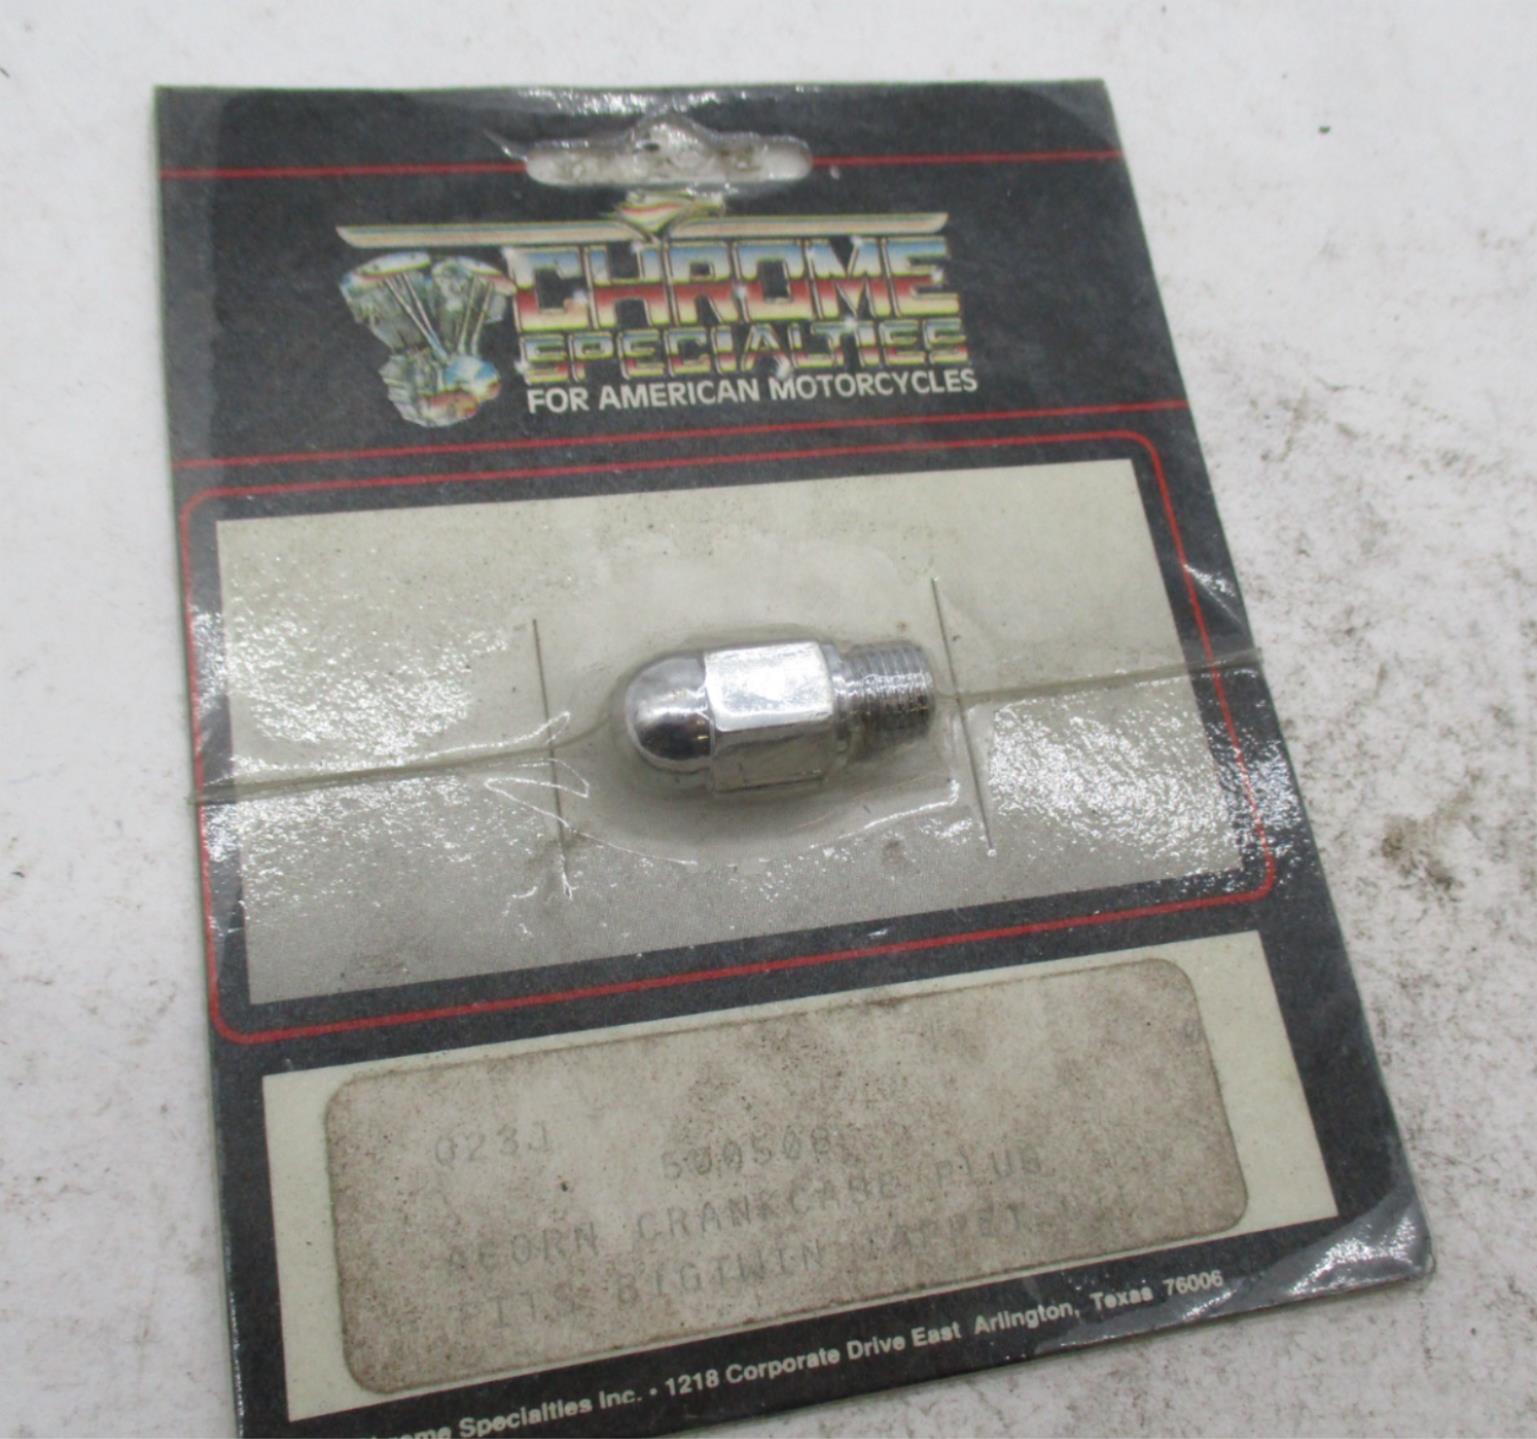 CHROME
SPECIALTIES
FOR AMERICAN MOTORCYCLES
023J
ACORN CRANKCASE PLUG
FITS BIGTWIN TAPPET
Specialties Inc. • 1218 Corporate Drive East Arlington, Texas 76006